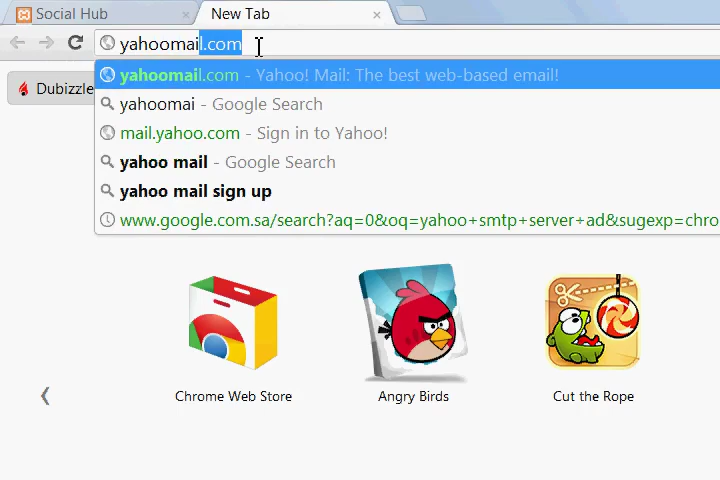 Social Hub
New Tab
yahoomail.com
Dubizzle
yahoomail.com - Yahoo! Mail: The best web-based email!
yahoomai - Google Search
mail.yahoo.com - Sign in to Yahoo!
yahoo mail - Google Search
yahoo mail sign up
www.google.com.sa/search?aq=0&oq=yahoo+smtp+server+ad&sugexp=chro
Chrome Web Store
Angry Birds
Cut the Rope